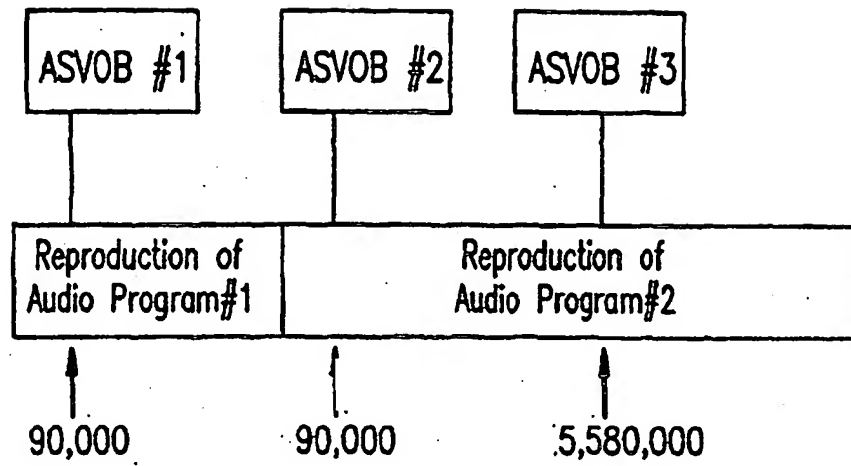 ASVOB #1 ASVOB #2 ASVOB #3
Reproduction of
Audio Program#1
Reproduction of
Audio Program#2
90,000 90,000 5,580,000